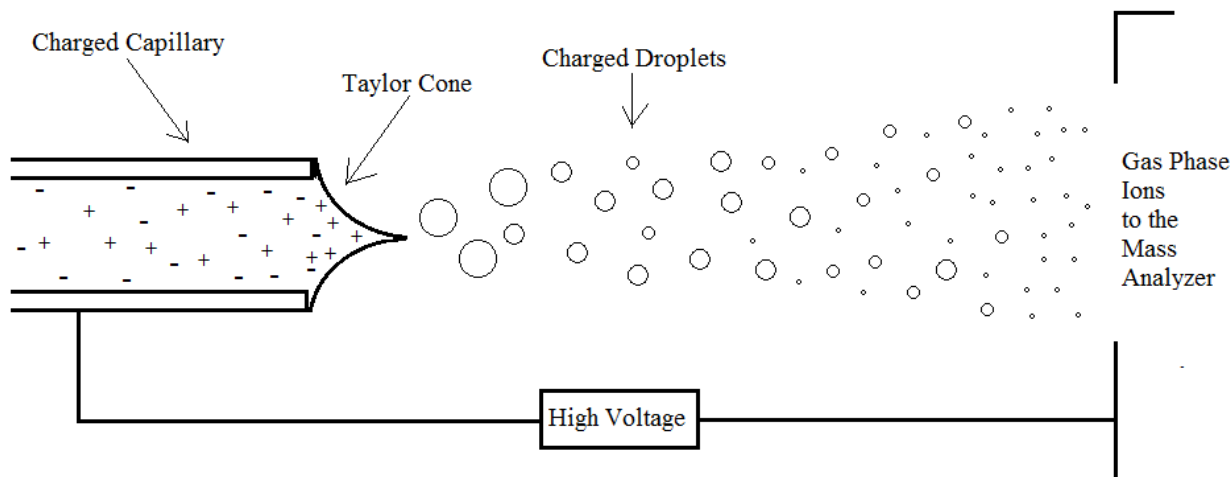 Charged Capillary
Taylor Cone
Charged Droplets
Gas Phase
Ions
to the
Mass
Analyzer
High Voltage